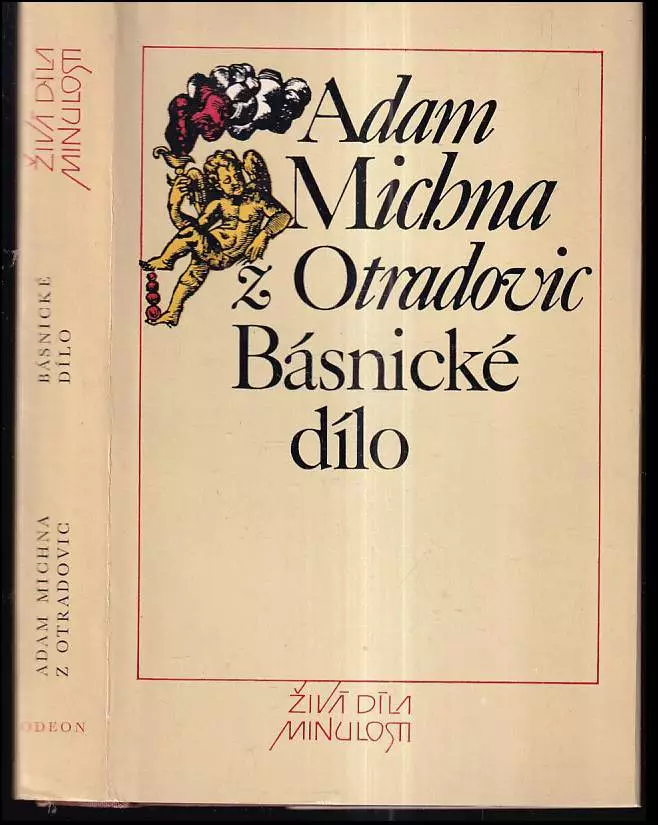 ŽIVÁ DÍLA
MINULOSTI
BÁSNICKÉ
DÍLO
ADAM MICHNA
Z OTRADOVIC
ODEON
Adam
Michna
z Otradovic
Básnické
dílo
ŽIVÁ DÍLA
MINULOSTI